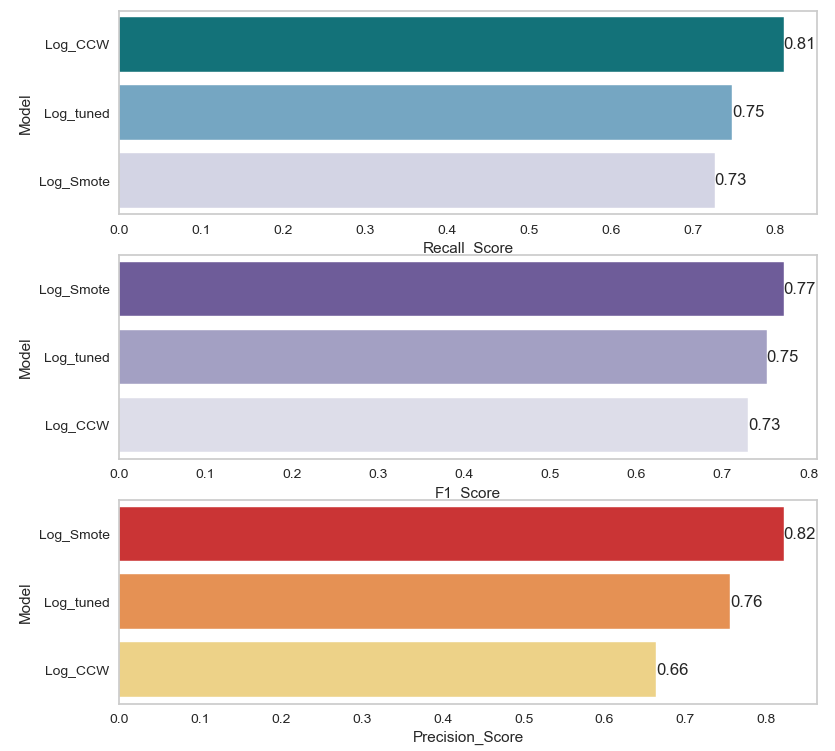 Log_CCW
0.81
Log_tuned
0.75
Log_Smote
0.73
Model
0.0 0.1 0.2 0.3 0.4 0.5 0.6 0.7 0.8
Recall_Score
Log_Smote
0.77
Log_tuned
0.75
Log_CCW
0.73
Model
0.0 0.1 0.2 0.3 0.4 0.5 0.6 0.7 0.8
F1_Score
Log_Smote
0.82
Log_tuned
0.76
Log_CCW
0.66
Model
0.0 0.1 0.2 0.3 0.4 0.5 0.6 0.7 0.8
Precision_Score